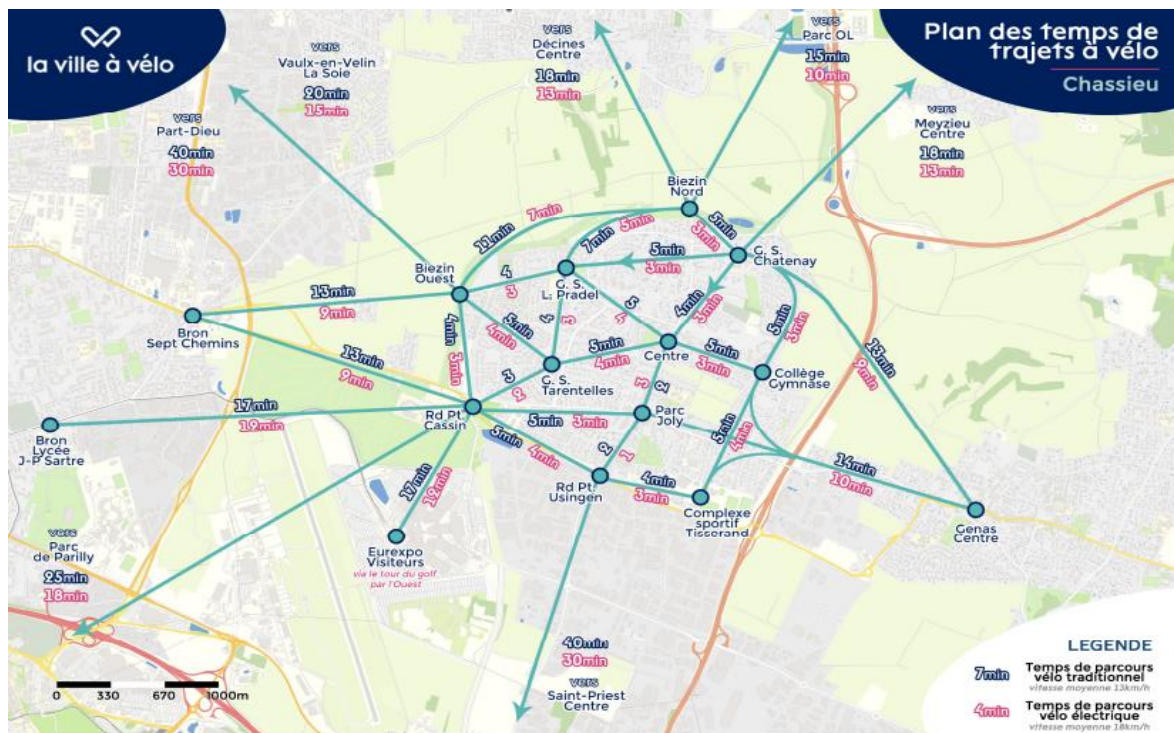 la ville à vélo
Plan des temps de
trajets à vélo
Chassieu
vers
Vaulx-en-Velin
La Soie
20min
15min
vers
Décines
Centre
18min
13min
vers
Parc OL
15min
10min
vers
Part-Dieu
40min
30min
vers
Meyzieu
Centre
18min
13min
Biezin
Nord
11min
7min
7min
5min
5min
3min
G. S.
Chatenay
5min
3min
Biezin
Ouest
4
3
G. S.
L. Pradel
4min
3min
5
4
5min
3min
13min
9min
13min
9min
Bron
Sept Chemins
13min
9min
4min
3min
5min
4min
4
3
5min
4min
Centre
5min
3min
Collège
Gymnase
G. S.
Tarentelles
3
2
3
2
Rd Pt.
Cassin
5min
3min
Parc
Joly
17min
12min
Bron
Lycée
J-P Sartre
5min
4min
2
1
5min
4min
14min
10min
17min
12min
Rd Pt.
Usingen
4min
3min
Complexe
sportif
Tisserand
Genas
Centre
Eurexpo
Visiteurs
via le tour du golf
par l'Ouest
vers
Parc
de Parilly
25min
18min
40min
30min
vers
Saint-Priest
Centre
0 330 670 1000m
LEGENDE
7min Temps de parcours
vélo traditionnel
vitesse moyenne 13km/h
4min Temps de parcours
vélo électrique
vitesse moyenne 18km/h